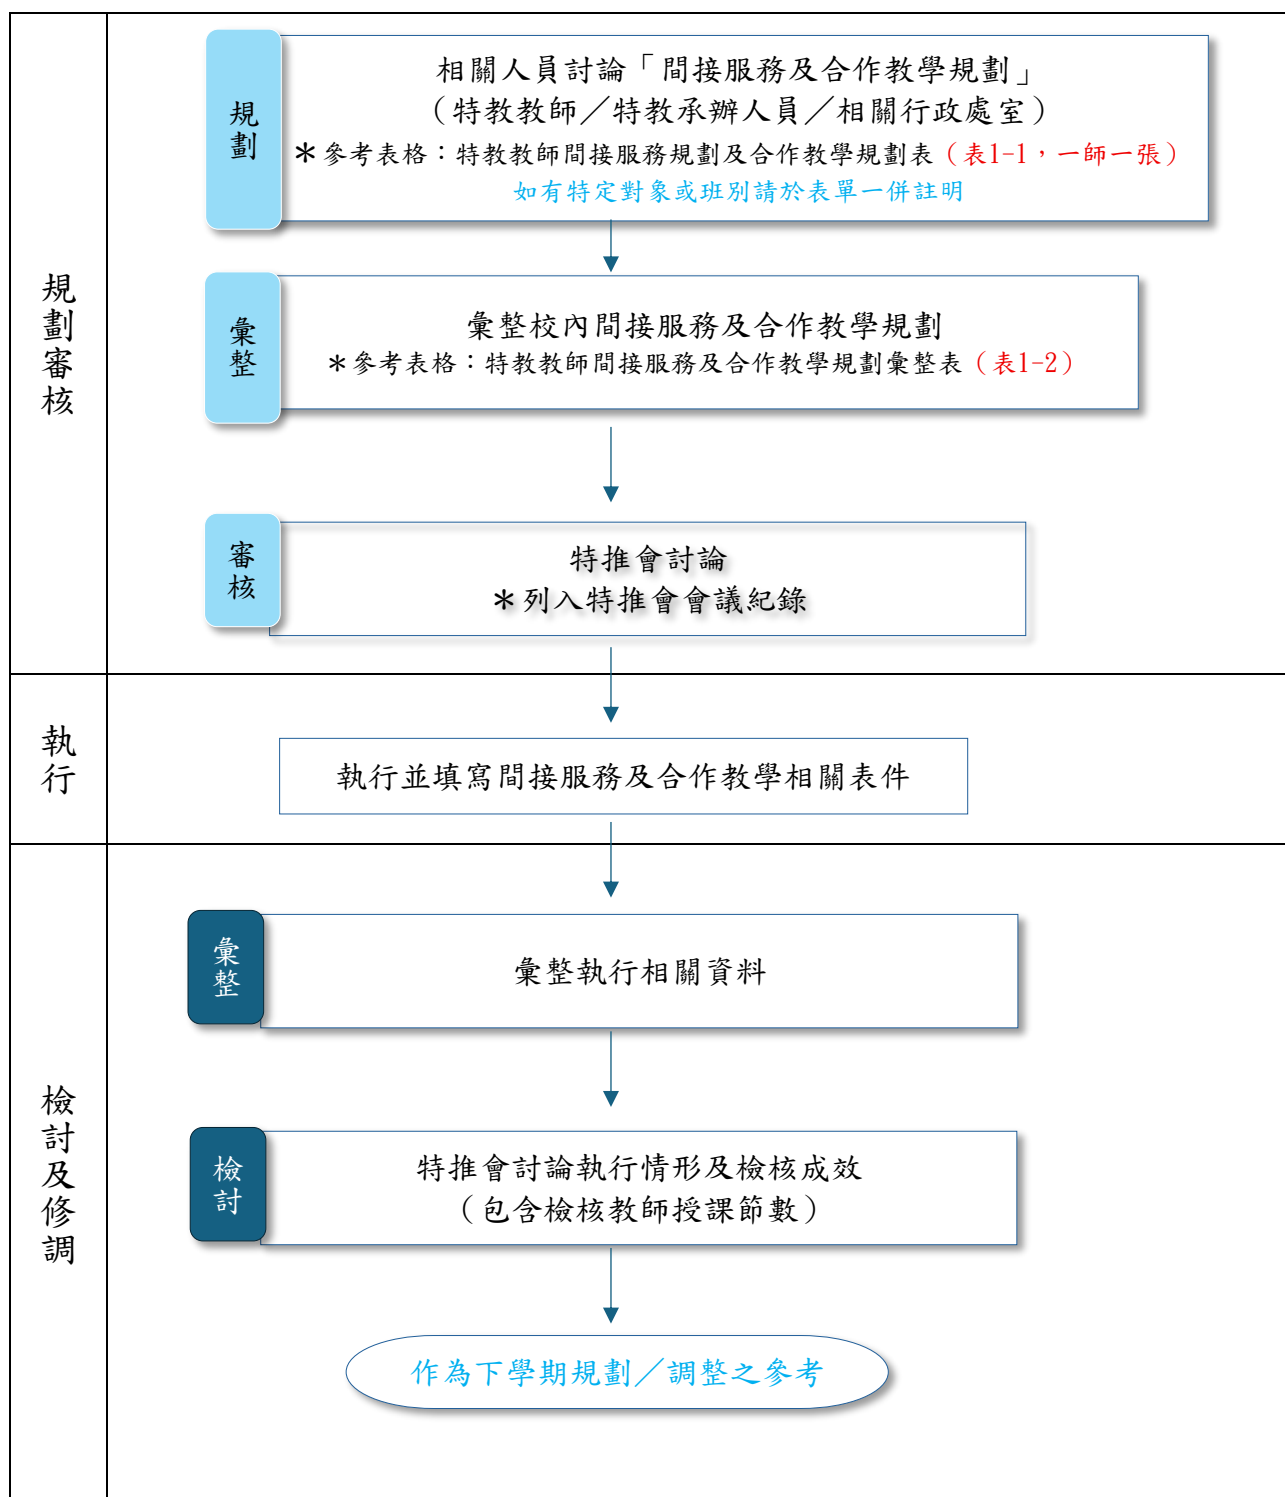 規劃審核
規劃
相關人員討論「間接服務及合作教學規劃」
（特教教師／特教承辦人員／相關行政處室）
＊參考表格：特教教師間接服務規劃及合作教學規劃表（表1-1，一師一張）
如有特定對象或班別請於表單一併註明
彙整
彙整校內間接服務及合作教學規劃
＊參考表格：特教教師間接服務及合作教學規劃彙整表（表1-2）
審核
特推會討論
＊列入特推會會議紀錄
執行
執行並填寫間接服務及合作教學相關表件
檢討及修調
彙整
彙整執行相關資料
檢討
特推會討論執行情形及檢核成效
（包含檢核教師授課節數）
作為下學期規劃／調整之參考